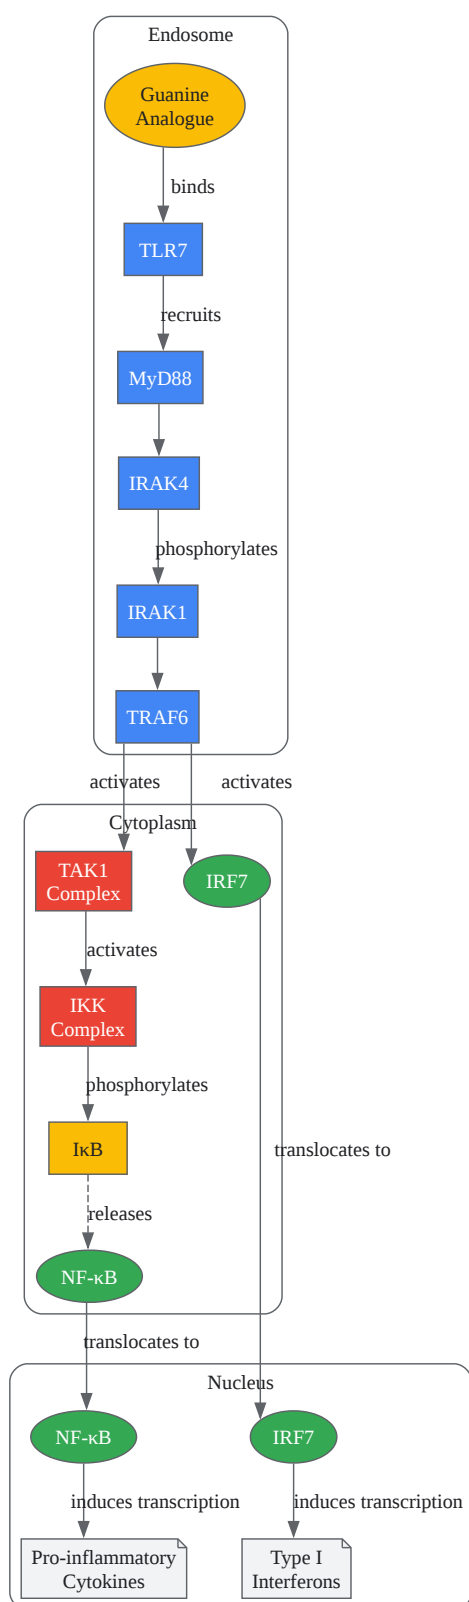 Endosome
Guanine
Analogue
binds
TLR7
recruits
MyD88
IRAK4
phosphorylates
IRAK1
TRAF6
activates
activates
Cytoplasm
TAK1
Complex
IRF7
activates
IKK
Complex
phosphorylates
IκB
translocates to
releases
NF-κB
translocates to
Nucleus
NF-κB
IRF7
induces transcription
induces transcription
Pro-inflammatory
Cytokines
Type I
Interferons